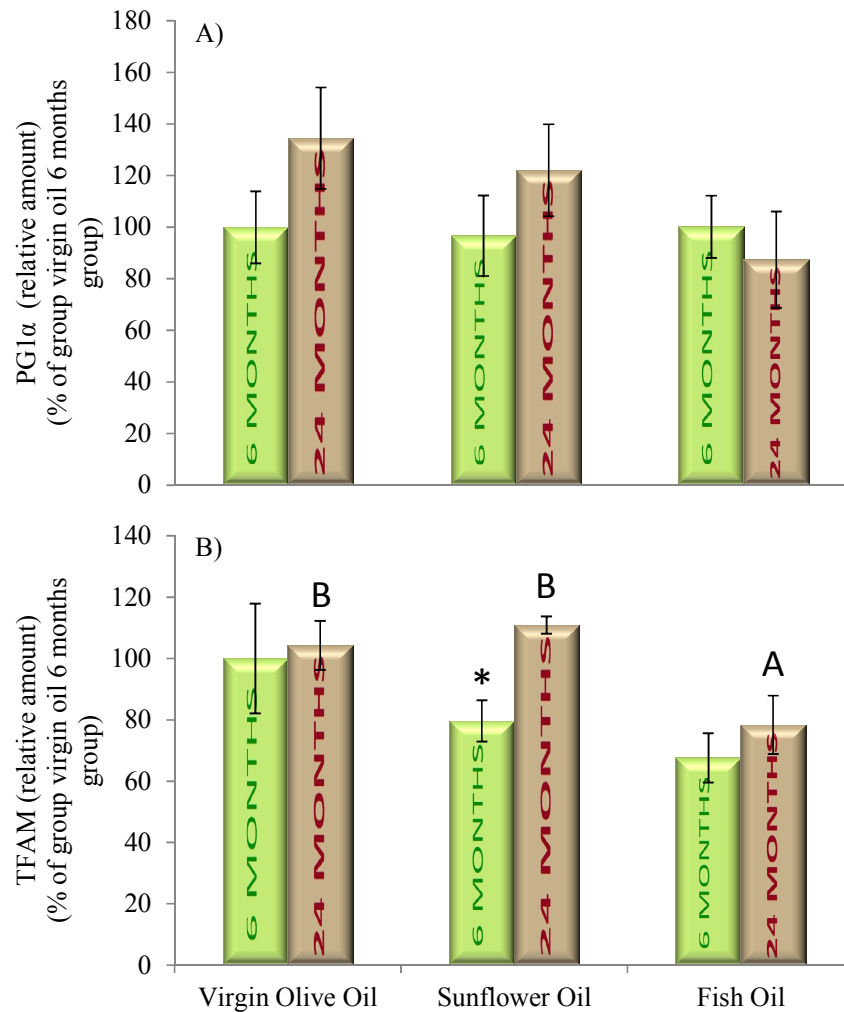 A)
PG1α (relative amount)
(% of group virgin oil 6 months
group)
180
160
140
120
100
80
60
40
20
0
6 MONTHS
24 MONTHS
6 MONTHS
24 MONTHS
6 MONTHS
24 MONTHS
B)
TFAM (relative amount)
(% of group virgin oil 6 months
group)
140
120
100
80
60
40
20
0
B
*
B
A
6 MONTHS
24 MONTHS
6 MONTHS
24 MONTHS
6 MONTHS
24 MONTHS
Virgin Olive Oil
Sunflower Oil
Fish Oil